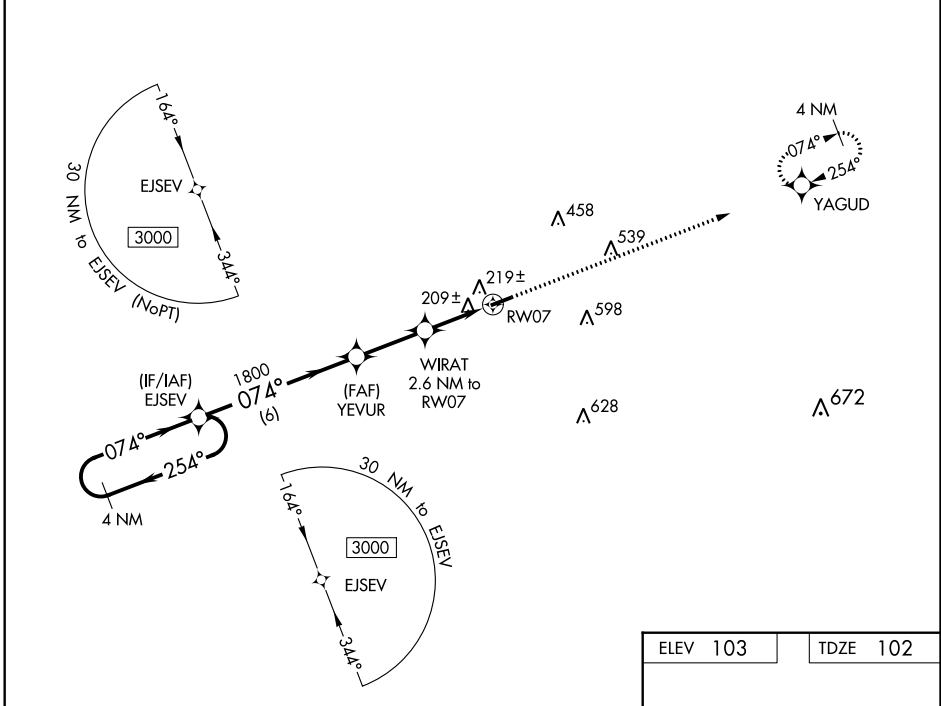 164°
EJSEV
3000
344°
30 NM to EJSEV (NoPT)
4 NM
074°
254°
YAGUD
458
539
219±
209±
RW07
598
WIRAT
2.6 NM to
RW07
(IF/IAF)
EJSEV
1800
074°
(6)
(FAF)
YEVUR
628
672
074°
254°
4 NM
30 NM to EJSEV
164°
3000
EJSEV
344°
ELEV 103
TDZE 102